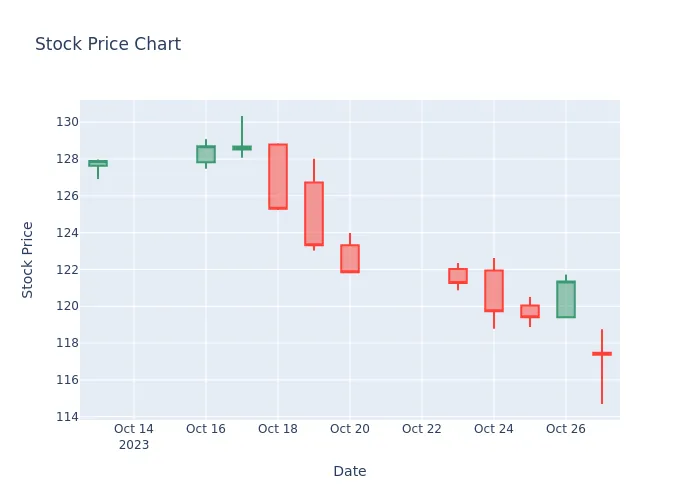 Stock Price Chart
130
128
126
124
122
120
118
116
114
Stock Price
Oct 14
2023
Oct 16
Oct 18
Oct 20
Oct 22
Oct 24
Oct 26
Date